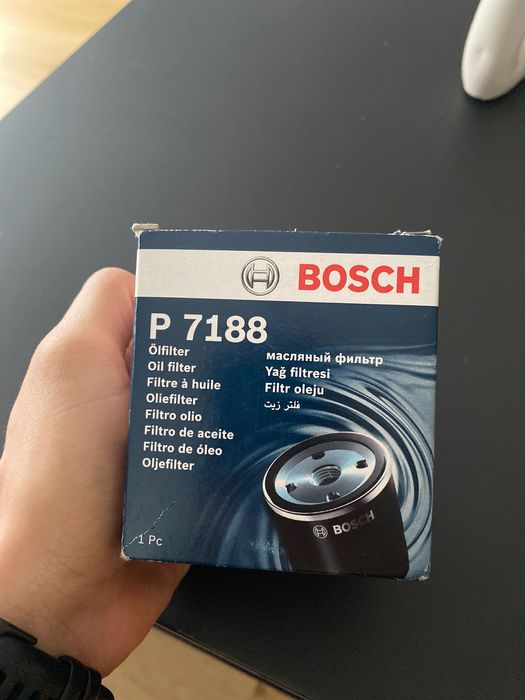 BOSCH
P 7188
Ölfilter
Oil filter
Filtre à huile
Oliefilter
Filtro olio
Filtro de aceite
Filtro de óleo
Oljefilter
масляный фильтр
Yağ filtresi
Filtr oleju
فلتر زيت
BOSCH
1 Pc